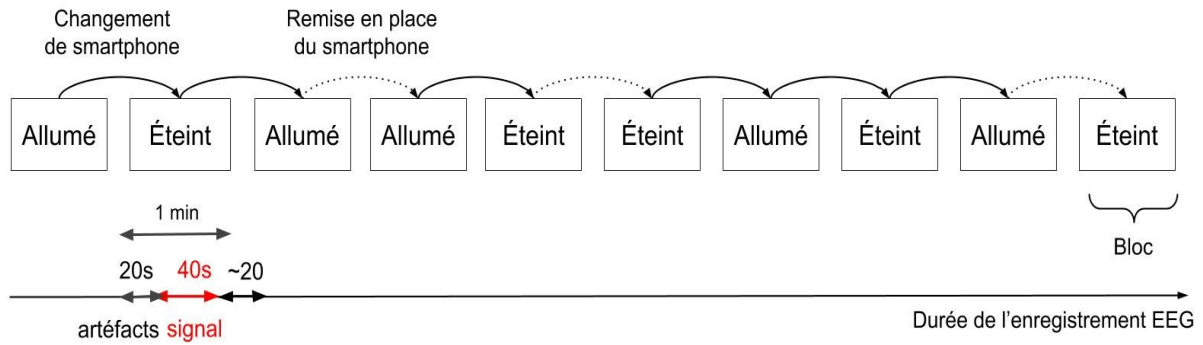 Changement
de smartphone
Remise en place
du smartphone
Allumé
Éteint
Allumé
Allumé
Éteint
Éteint
Allumé
Éteint
Allumé
Éteint
1 min
Bloc
20s
40s
~20
artéfacts
signal
Durée de l'enregistrement EEG